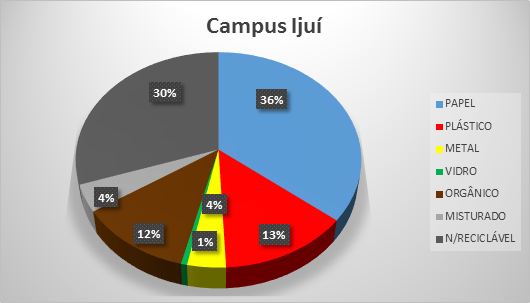 Campus Ijuí
30%
36%
4%
4%
12%
1%
13%
PAPEL
PLÁSTICO
METAL
VIDRO
ORGÂNICO
MISTURADO
N/RECICLÁVEL